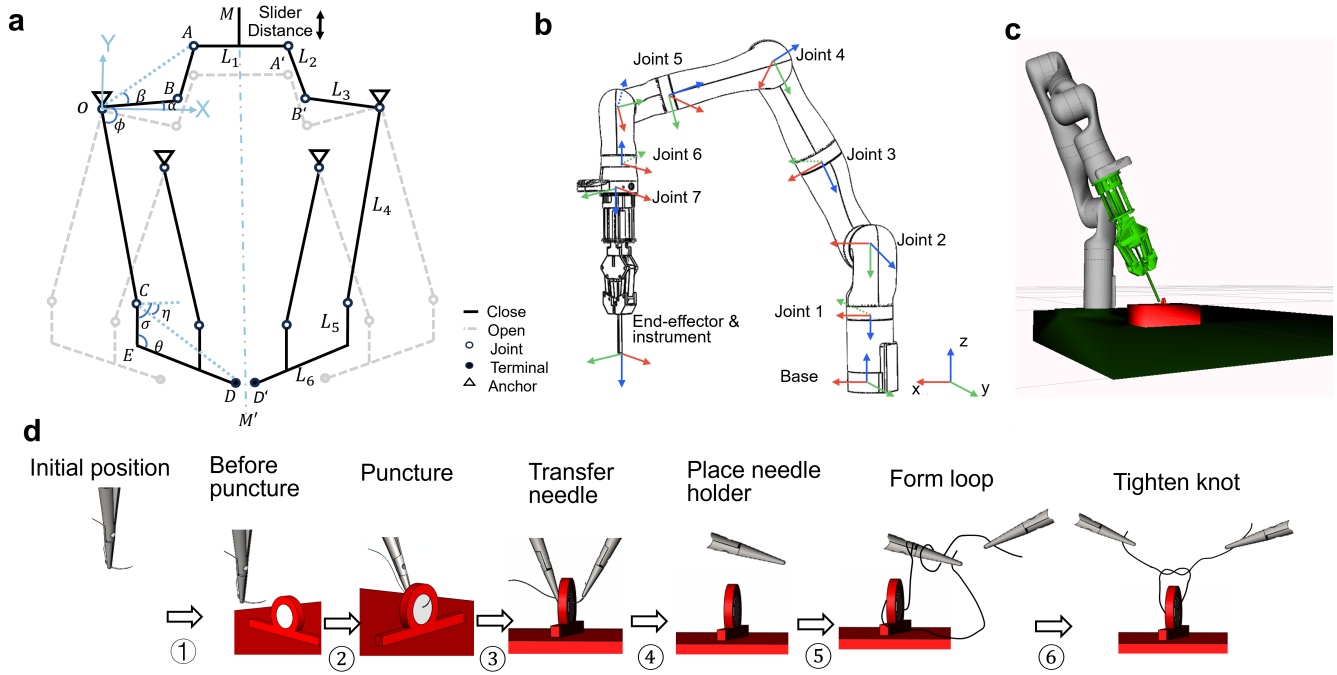 a
M
Slider
Distance
Y
A
L1
A'
L2
O
β
B
α
X
B'
L3
ϕ
L4
C
η
σ
L5
E
θ
L6
D
D'
M'
Close
Open
Joint
Terminal
Anchor
b
Joint 5
Joint 4
Joint 6
Joint 3
Joint 7
Joint 2
Joint 1
End-effector &
instrument
Base
z
x
y
c
d
Initial position
Before
puncture
Puncture
Transfer
needle
Place needle
holder
Form loop
Tighten knot
①
②
③
④
⑤
⑥